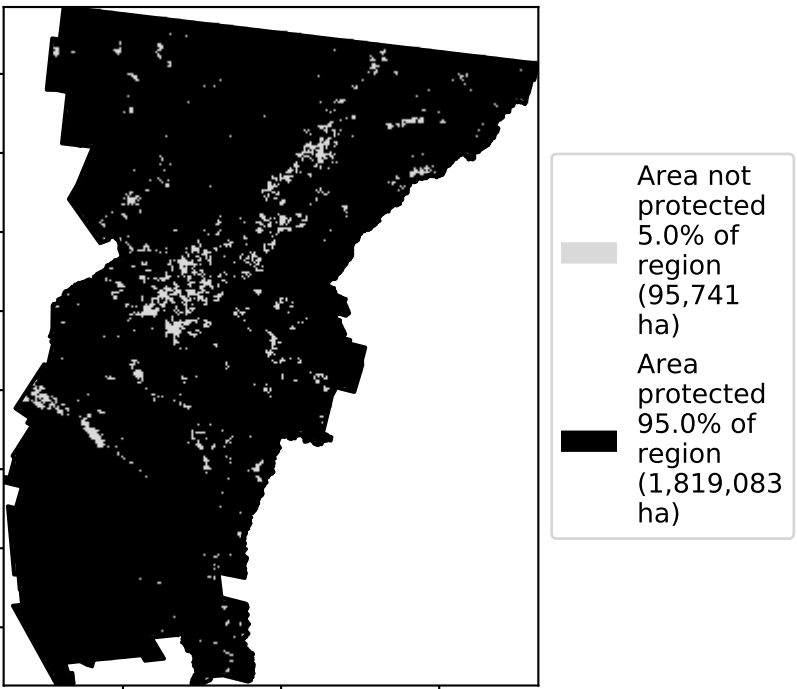 Area not
protected
5.0% of
region
(95,741
ha)
Area
protected
95.0% of
region
(1,819,083
ha)